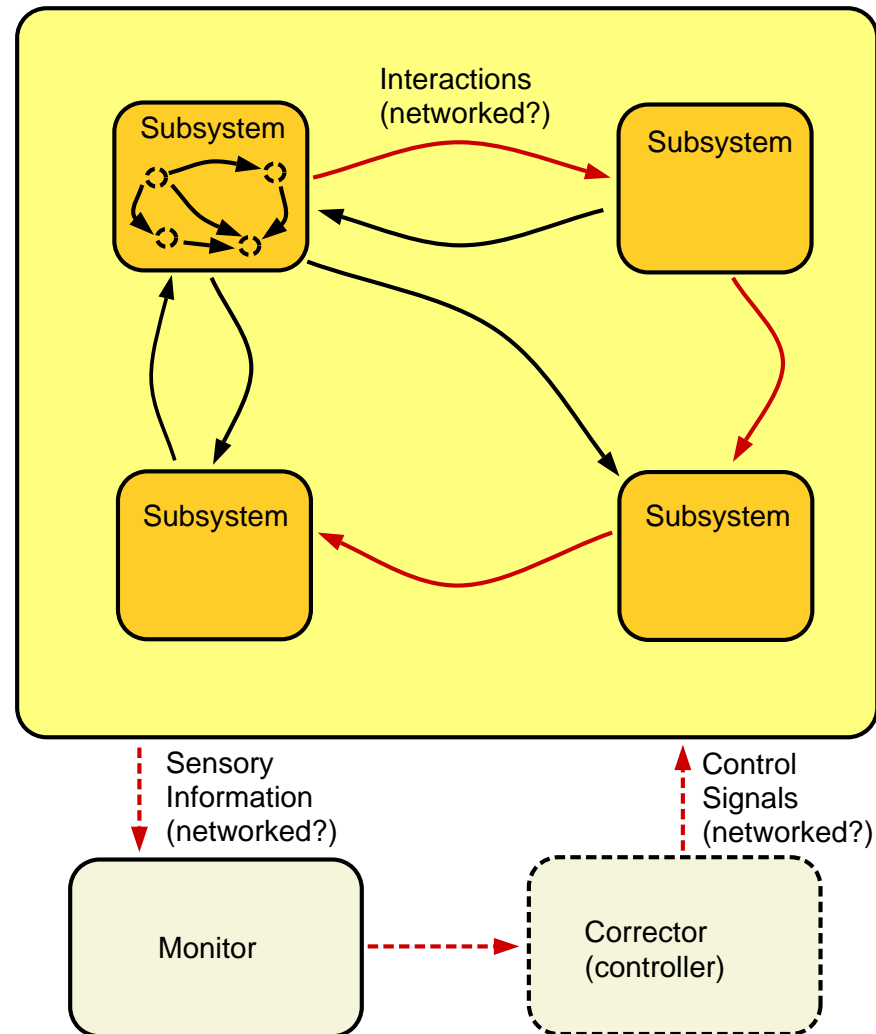 Interactions
(networked?)
Subsystem
Subsystem
Subsystem
Subsystem
Sensory
Information
(networked?)
Control
Signals
(networked?)
Monitor
Corrector
(controller)